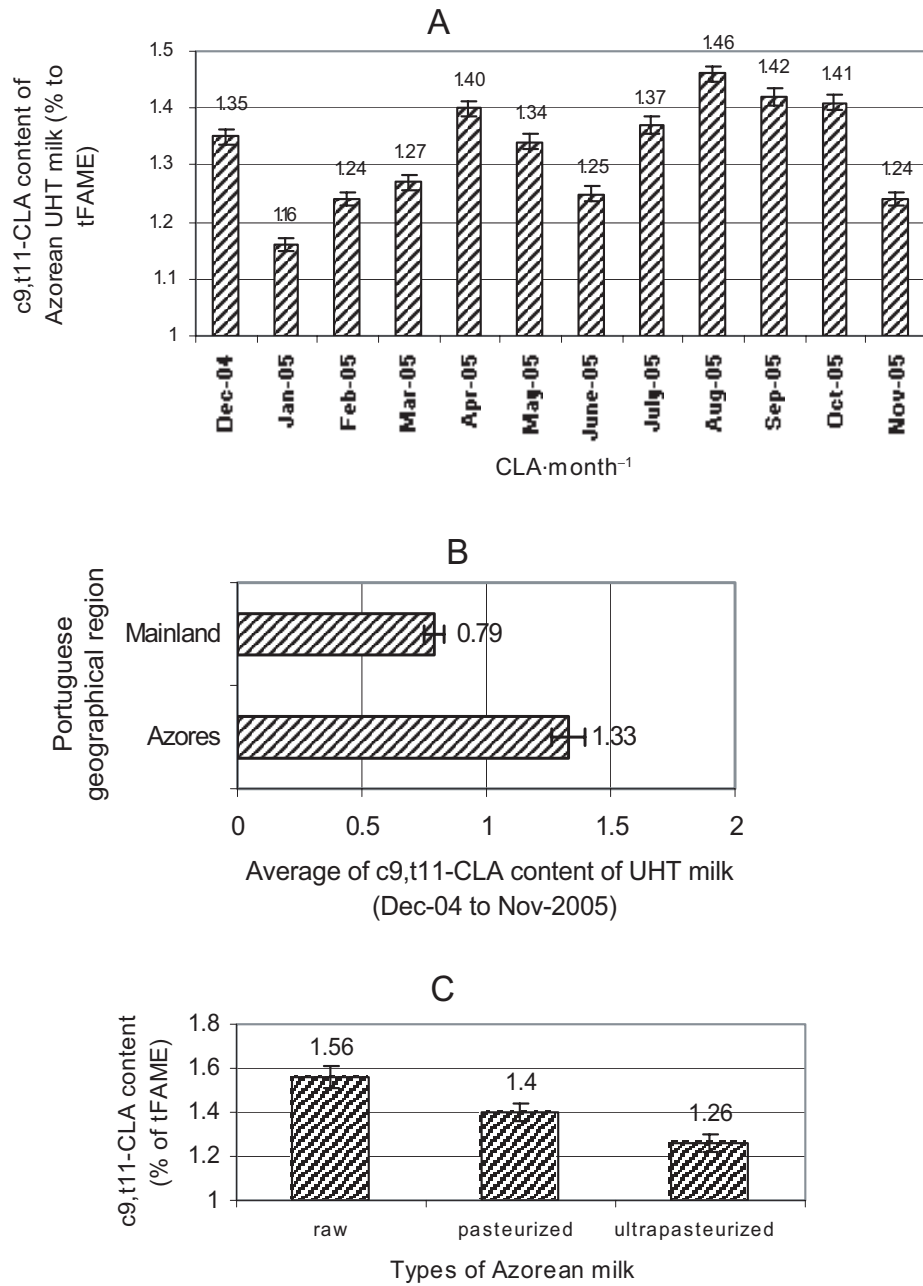 A
c9,t11-CLA content of
Azorean UHT milk (% to
tFAME)
1.5
1.4
1.3
1.2
1.1
1
1.35
1.16
1.24
1.27
1.40
1.34
1.25
1.37
1.46
1.42
1.41
1.24
Dec-04
Jan-05
Feb-05
Mar-05
Apr-05
May-05
June-05
July-05
Aug-05
Sep-05
Oct-05
Nov-05
CLA·month⁻¹
B
Portuguese
geographical region
Mainland
0.79
Azores
1.33
0 0.5 1 1.5 2
Average of c9,t11-CLA content of UHT milk
(Dec-04 to Nov-2005)
C
c9,t11-CLA content
(% of tFAME)
1.8
1.6
1.4
1.2
1
1.56
1.4
1.26
raw pasteurized ultrapasteurized
Types of Azorean milk